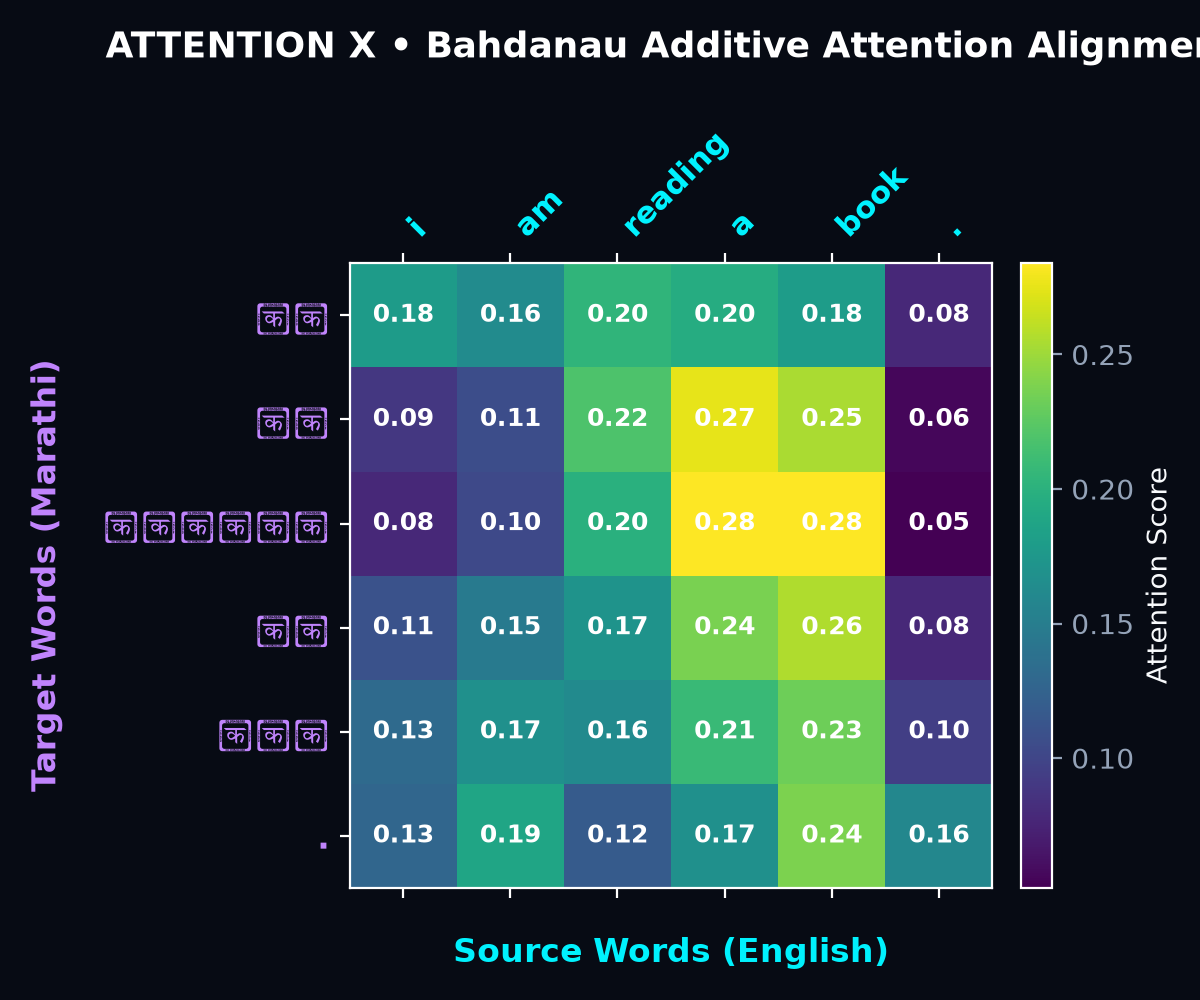 ATTENTION X • Bahdanau Additive Attention Alignmen
i am reading a book .
0.18 0.16 0.20 0.20 0.18 0.08
0.09 0.11 0.22 0.27 0.25 0.06
0.08 0.10 0.20 0.28 0.28 0.05
0.11 0.15 0.17 0.24 0.26 0.08
0.13 0.17 0.16 0.21 0.23 0.10
. 0.13 0.19 0.12 0.17 0.24 0.16
Target Words (Marathi)
Source Words (English)
0.25
0.20
0.15
0.10
Attention Score